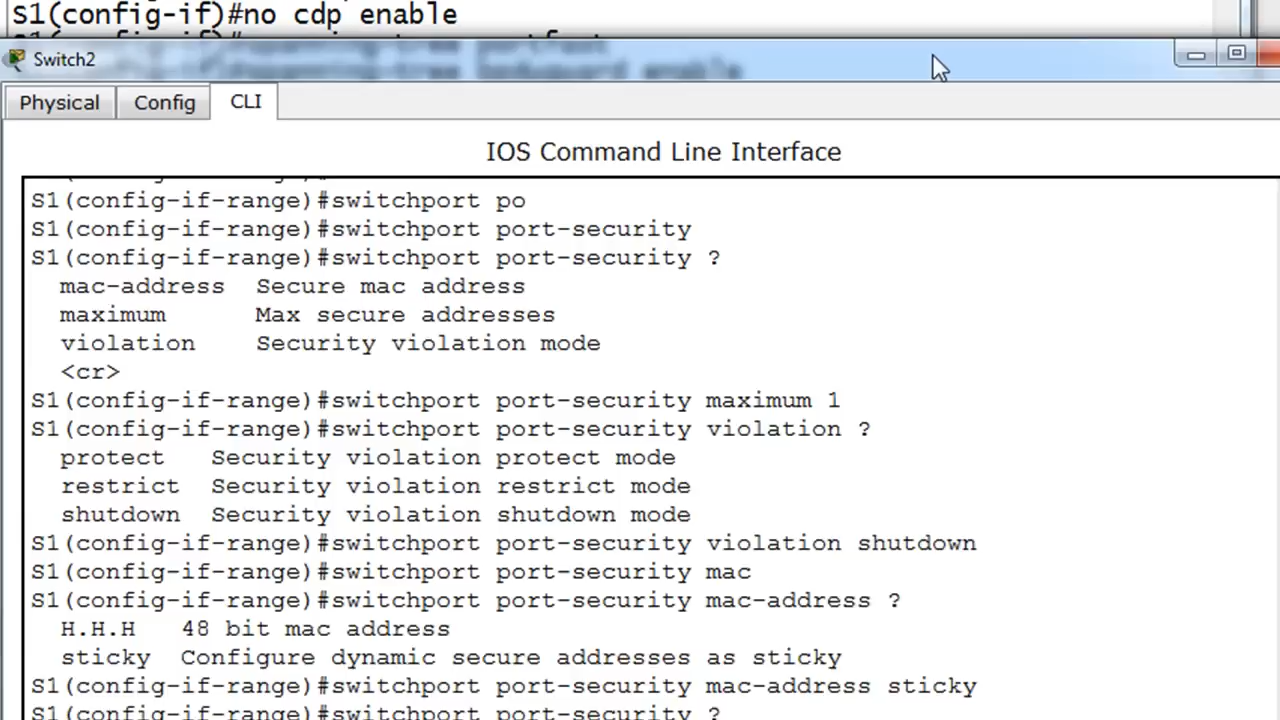 S1(config-if)#no cdp enable
Switch2
Physical
Config
CLI
IOS Command Line Interface
S1(config-if-range)#switchport po
S1(config-if-range)#switchport port-security
S1(config-if-range)#switchport port-security ?
mac-address Secure mac address
maximum Max secure addresses
violation Security violation mode
<cr>
S1(config-if-range)#switchport port-security maximum 1
S1(config-if-range)#switchport port-security violation ?
protect Security violation protect mode
restrict Security violation restrict mode
shutdown Security violation shutdown mode
S1(config-if-range)#switchport port-security violation shutdown
S1(config-if-range)#switchport port-security mac
S1(config-if-range)#switchport port-security mac-address ?
H.H.H 48 bit mac address
sticky Configure dynamic secure addresses as sticky
S1(config-if-range)#switchport port-security mac-address sticky
S1(config-if-range)#switchport port-security ?